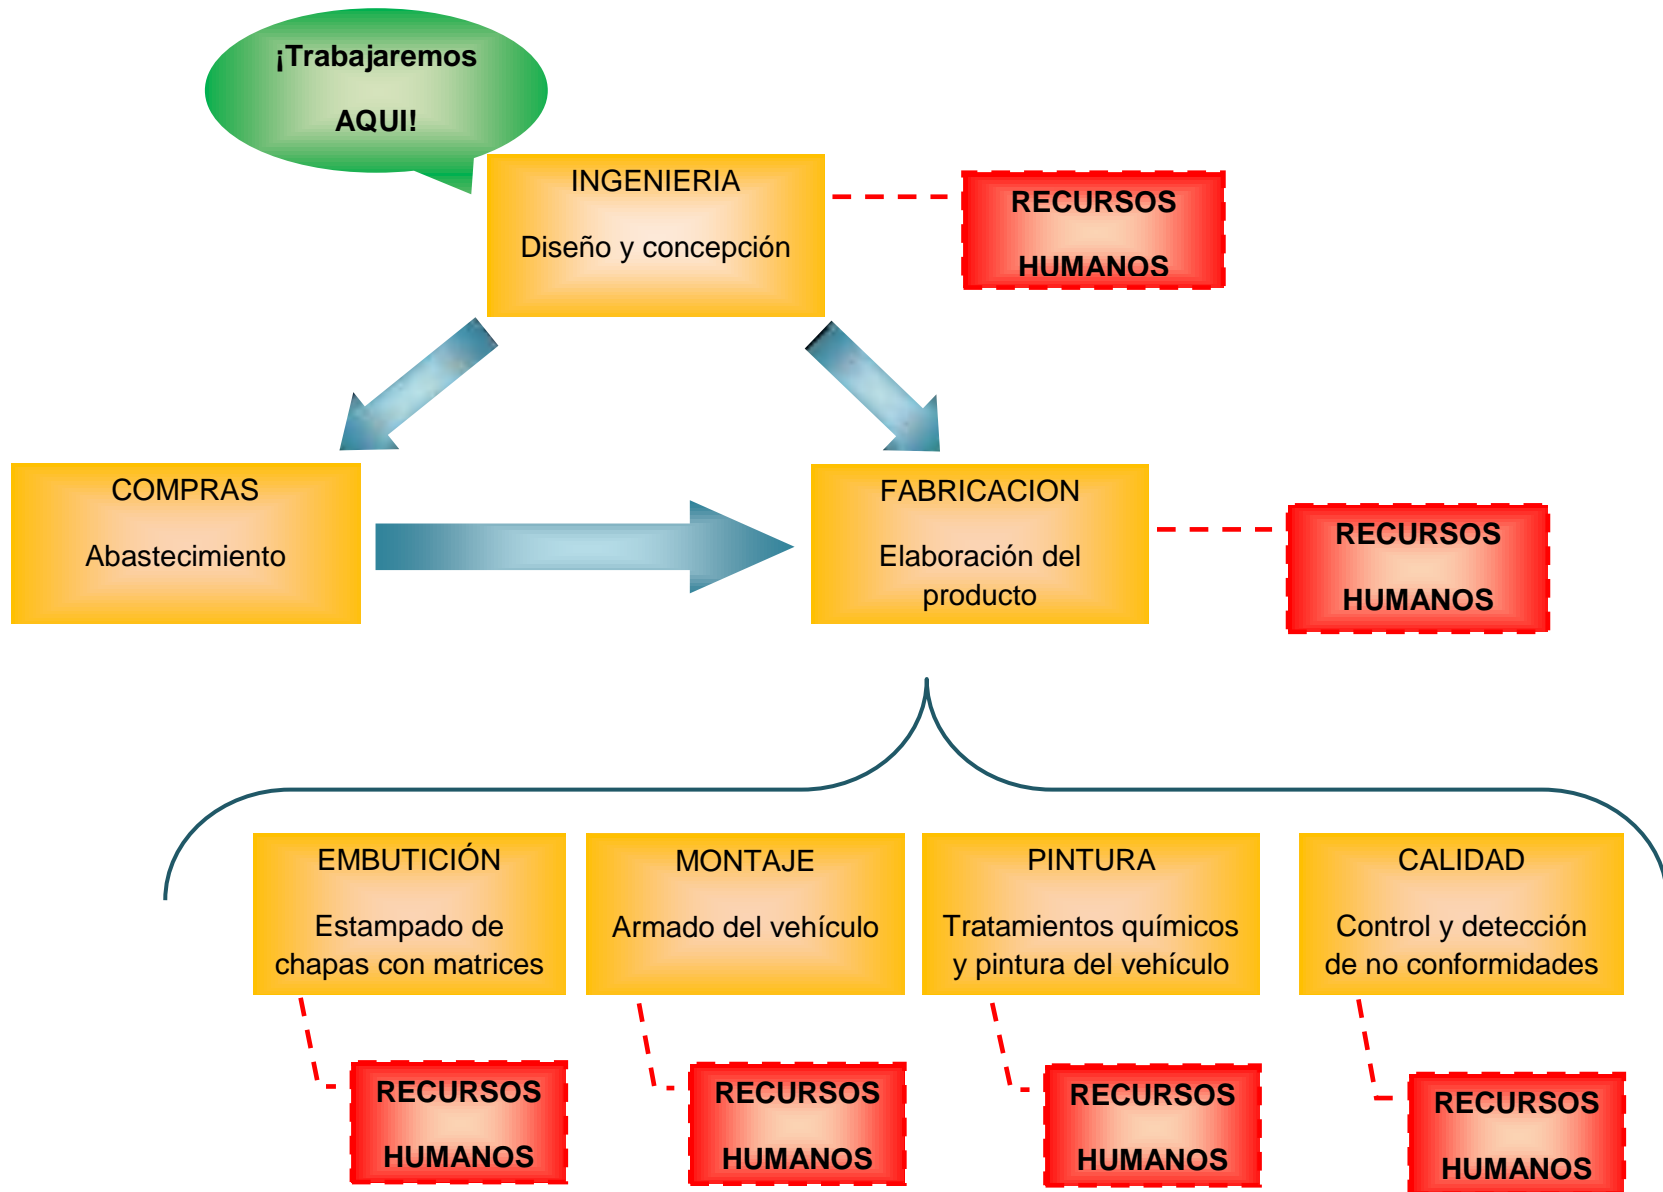 ¡Trabajaremos
AQUI!
INGENIERIA
Diseño y concepción
RECURSOS
HUMANOS
COMPRAS
Abastecimiento
FABRICACION
Elaboración del
producto
RECURSOS
HUMANOS
EMBUTICIÓN
Estampado de
chapas con matrices
MONTAJE
Armado del vehículo
PINTURA
Tratamientos químicos
y pintura del vehículo
CALIDAD
Control y detección
de no conformidades
RECURSOS
HUMANOS
RECURSOS
HUMANOS
RECURSOS
HUMANOS
RECURSOS
HUMANOS